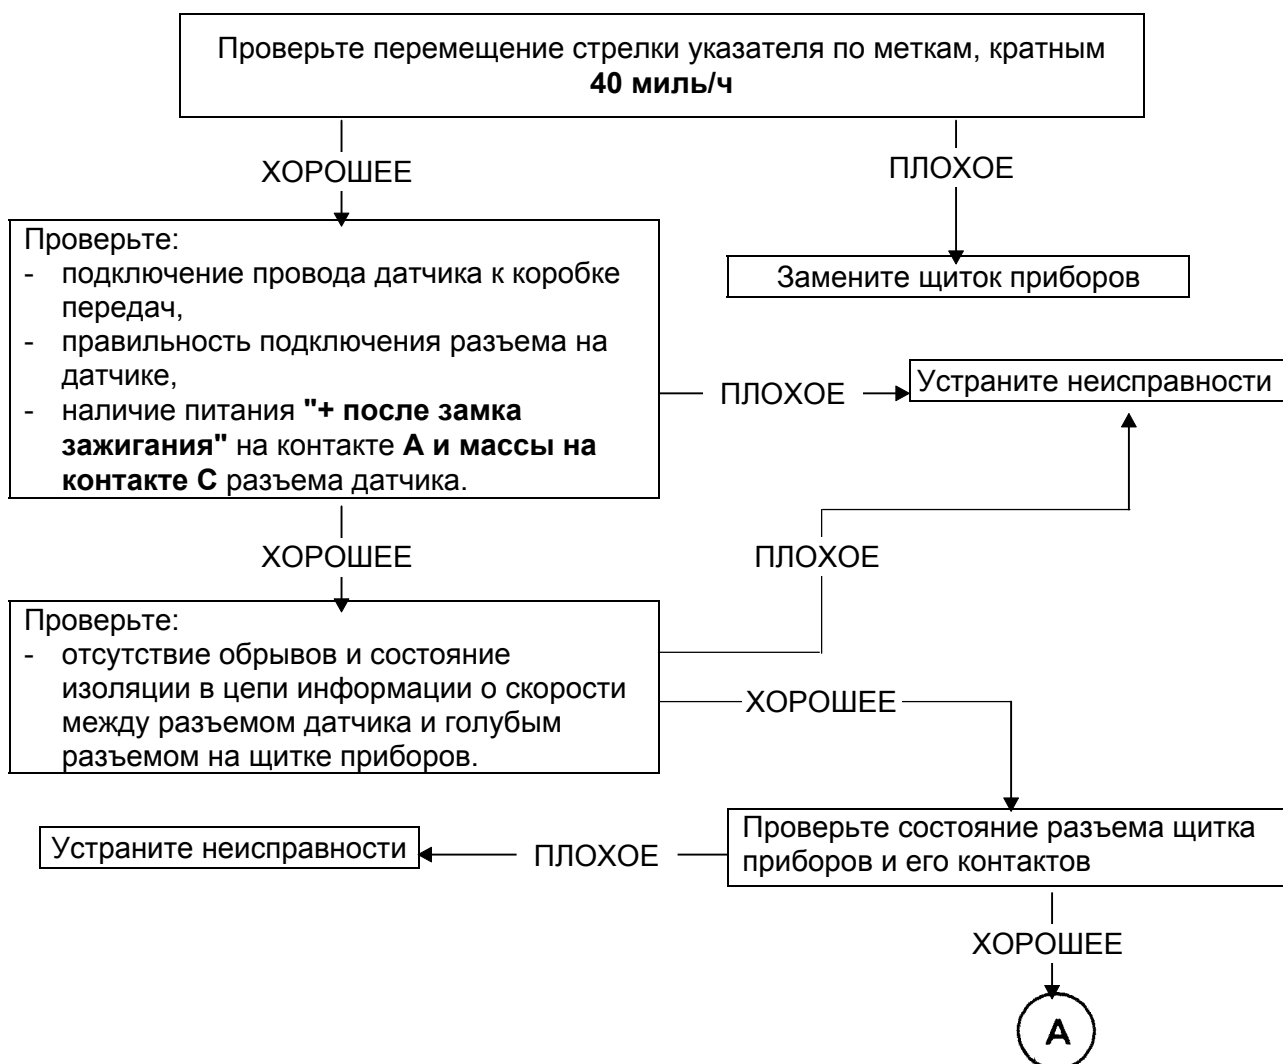 Проверьте перемещение стрелки указателя по меткам, кратным
40 миль/ч
ХОРОШЕЕ
ПЛОХОЕ
Проверьте:
- подключение провода датчика к коробке
передач,
- правильность подключения разъема на
датчике,
- наличие питания "+ после замка
зажигания" на контакте А и массы на
контакте С разъема датчика.
Замените щиток приборов
ПЛОХОЕ
Устраните неисправности
ХОРОШЕЕ
ПЛОХОЕ
Проверьте:
- отсутствие обрывов и состояние
изоляции в цепи информации о скорости
между разъемом датчика и голубым
разъемом на щитке приборов.
ХОРОШЕЕ
Проверьте состояние разъема щитка
приборов и его контактов
ПЛОХОЕ
Устраните неисправности
ХОРОШЕЕ
А